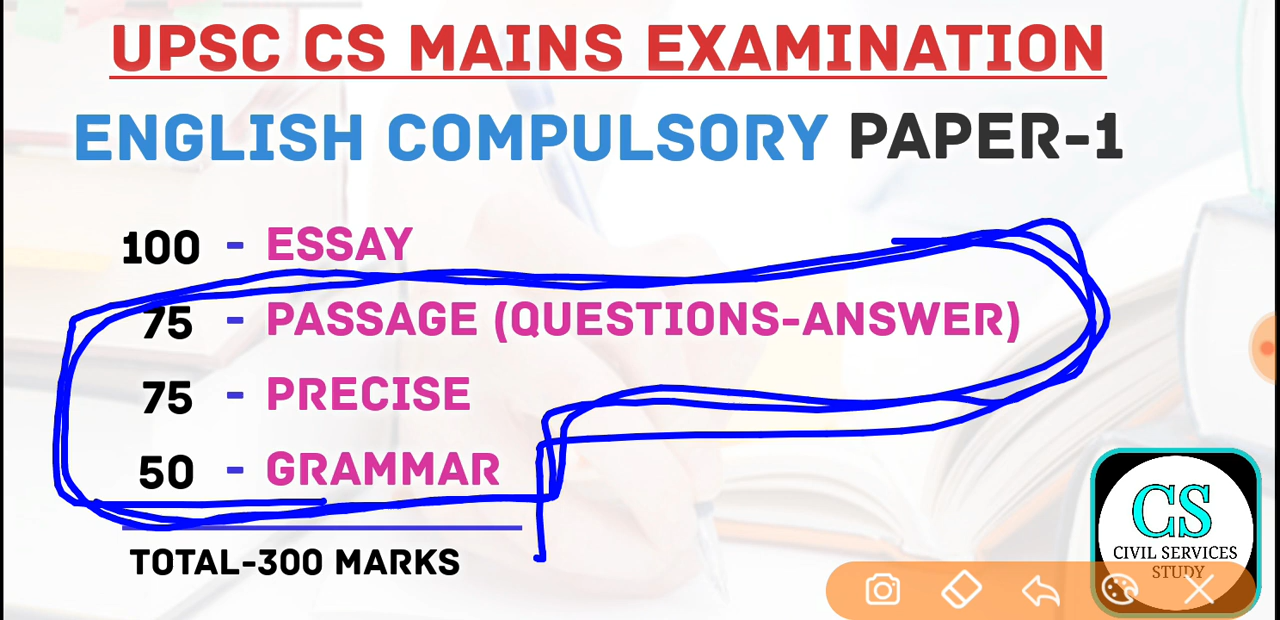 UPSC CS MAINS EXAMINATION
ENGLISH COMPULSORY PAPER-1
100 - ESSAY
75 - PASSAGE (QUESTIONS-ANSWER)
75 - PRECISE
50 - GRAMMAR
TOTAL-300 MARKS
CS
CIVIL SERVICES
STUDY